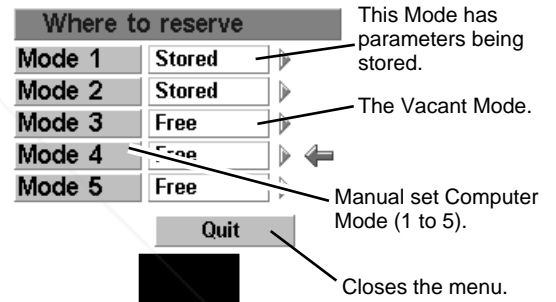 Where to reserve
This Mode has
parameters being
stored.
Mode 1 Stored
Mode 2 Stored
The Vacant Mode.
Mode 3 Free
Mode 4 Free
Mode 5 Free
Manual set Computer
Mode (1 to 5).
Quit
Closes the menu.